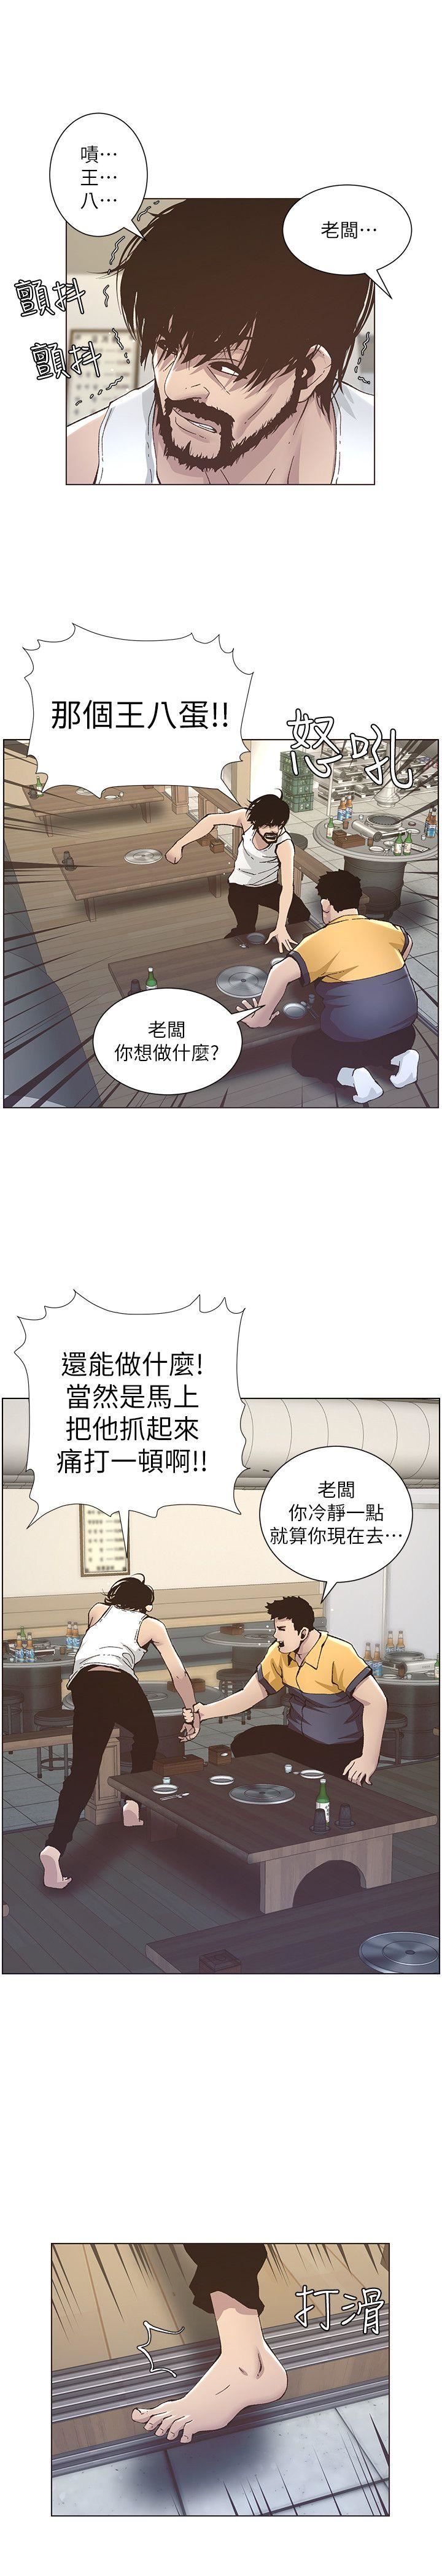 嘖…
王…
八…
老闆…
顫抖
顫抖
那個王八蛋!!
怒吼
老闆
你想做什麼?
還能做什麼!
當然是馬上
把他抓起來
痛打一頓啊!!
老闆
你冷靜一點
就算你現在去…
打滑